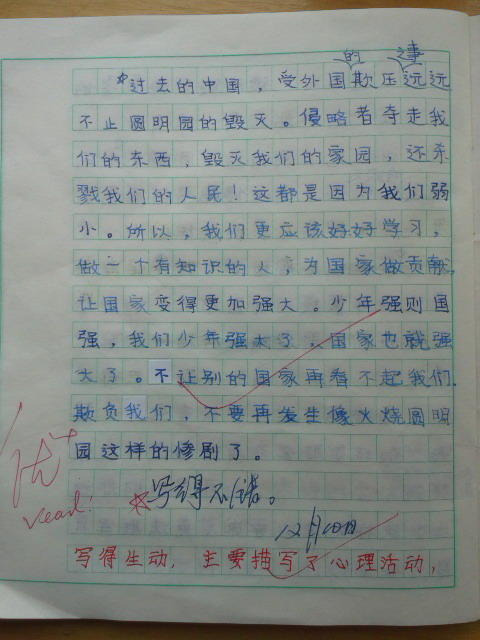 的 之事
过去的中国，受外国欺压远远
不止圆明园的毁灭。侵略者夺走我
们的东西，毁灭我们的家园，还杀
戮我们的人民！这都是因为我们弱
小。所以，我们更应该好好学习，
做一个有知识的人，为国家做贡献，
让国家变得更加强大。少年强则国
强，我们少年强大了，国家也就强
大了。不让别的国家再看不起我们，
欺负我们，不要再发生像火烧圆明
园这样的惨剧了。
优+
read!
写得不错。
12月10日
写得生动，主要描写了心理活动，